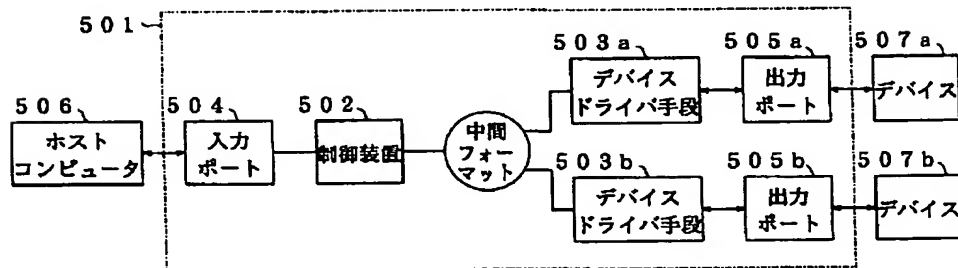 501
503a
505a
507a
デバイス
ドライバ手段
出力
ポート
デバイス
506
504
502
ホスト
コンピュータ
入力
ポート
制御装置
中間
フォー
マット
503b
505b
507b
デバイス
ドライバ手段
出力
ポート
デバイス